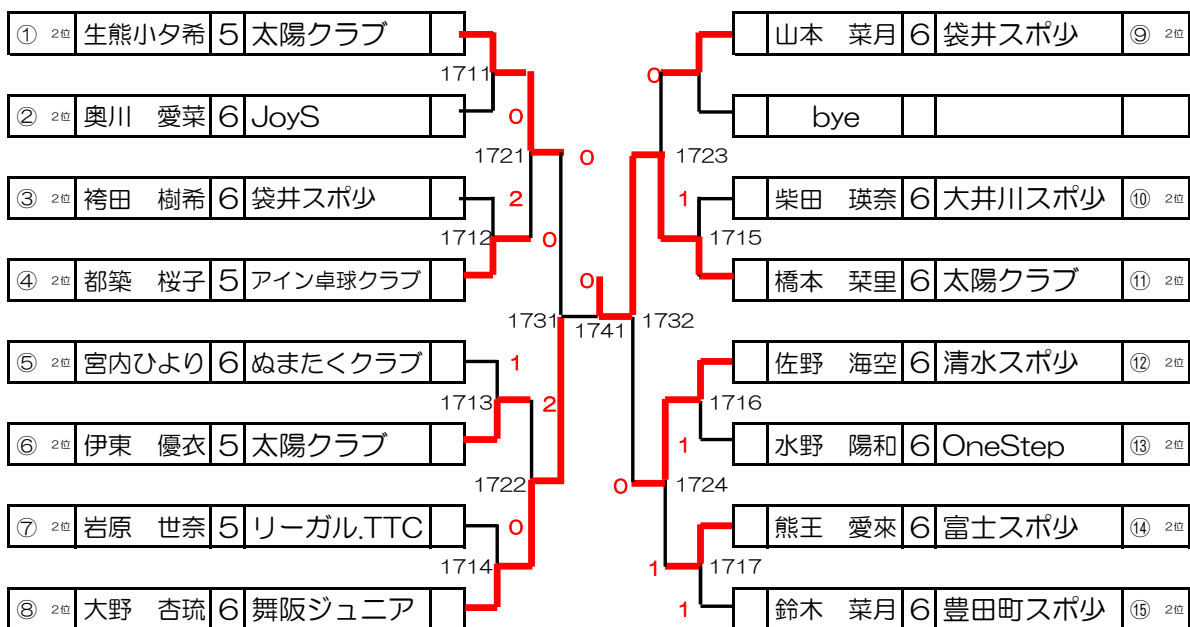 ① 2位 生熊小夕希 5 太陽クラブ
1711
② 2位 奥川 愛菜 6 JoyS
0
1721
0
③ 2位 袴田 樹希 6 袋井スポ少
2
1712
0
④ 2位 都築 桜子 5 アイン卓球クラブ
1731
⑤ 2位 宮内ひより 6 ぬまたくクラブ
1
1713
2
⑥ 2位 伊東 優衣 5 太陽クラブ
1722
⑦ 2位 岩原 世奈 5 リーガル.TTC
0
1714
⑧ 2位 大野 杏琉 6 舞阪ジュニア
0
1741
山本 菜月 6 袋井スポ少 ⑨ 2位
0
bye
1723
柴田 瑛奈 6 大井川スポ少 ⑩ 2位
1
1715
橋本 栞里 6 太陽クラブ ⑪ 2位
1732
佐野 海空 6 清水スポ少 ⑫ 2位
1716
1
水野 陽和 6 OneStep ⑬ 2位
0
1724
熊王 愛來 6 富士スポ少 ⑭ 2位
1
1717
1
鈴木 菜月 6 豊田町スポ少 ⑮ 2位